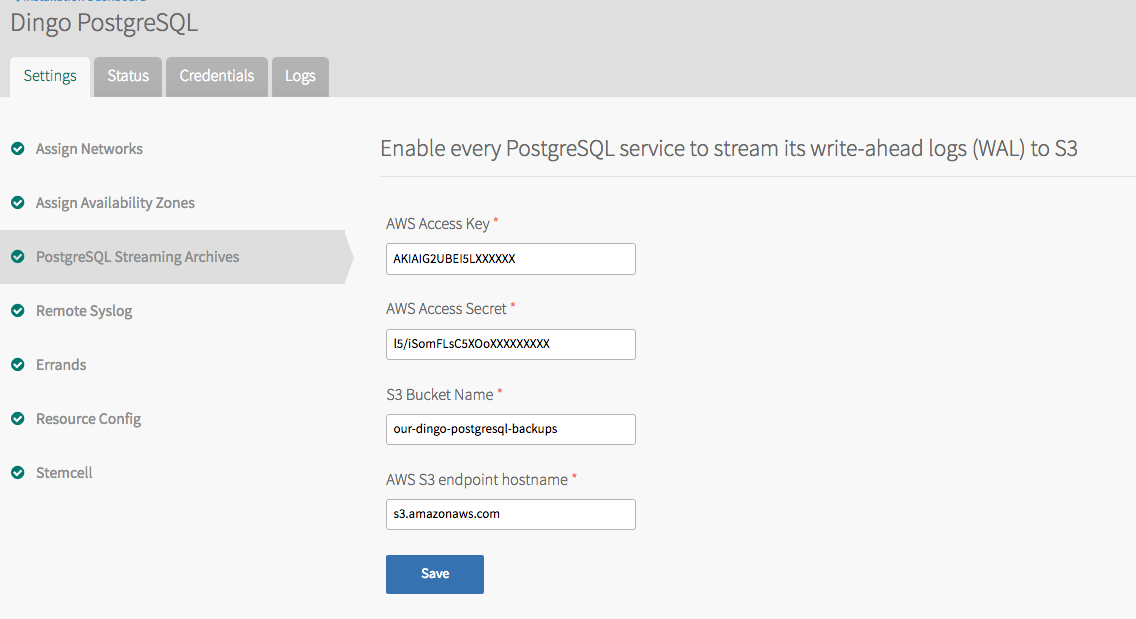 Installation Dashboard
Dingo PostgreSQL
Settings
Status
Credentials
Logs
Assign Networks
Assign Availability Zones
PostgreSQL Streaming Archives
Remote Syslog
Errands
Resource Config
Stemcell
Enable every PostgreSQL service to stream its write-ahead logs (WAL) to S3
AWS Access Key *
AKIAIG2UBEI5LXXXXXX
AWS Access Secret *
l5/iSomFLsC5XOoXXXXXXXXX
S3 Bucket Name *
our-dingo-postgresql-backups
AWS S3 endpoint hostname *
s3.amazonaws.com
Save